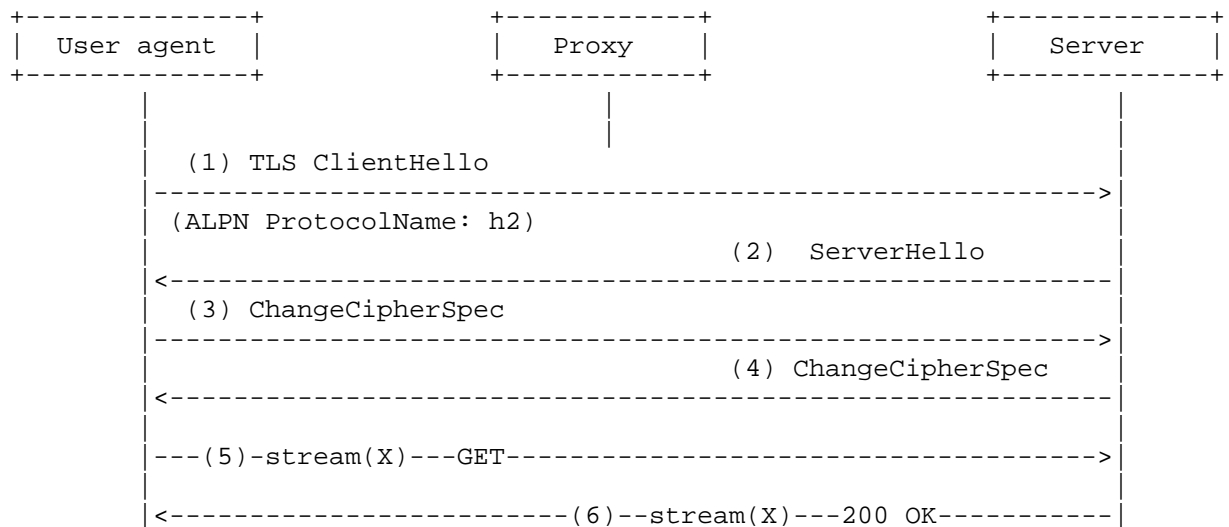 User agent Proxy Server
(1) TLS ClientHello
(ALPN ProtocolName: h2)
(2) ServerHello
(3) ChangeCipherSpec
(4) ChangeCipherSpec
(5)-stream(X)---GET
(6)--stream(X)---200 OK